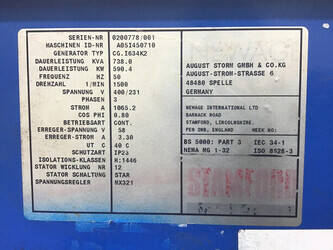 SERIEN-NR 0200778/001
MASCHINEN ID-NR A05I450710
GENERATOR TYP CG.I634K2
DAUERLEISTUNG KVA 738.0
DAUERLEISTUNG KW 590.4
FREQUENZ HZ 50
DREHZAHL 1/MIN 1500
SPANNUNG V 400/231
PHASEN 3
STROM A 1065.2
COS PHI 0.80
BETRIEBSART CONT.
ERREGER-SPANNUNG V 58
ERREGER-STROM A 3.30
UT C 40 C
SCHUTZART IP23
ISOLATIONS-KLASSEN H:1446
STATOR WICKLUNG NR 12
STATOR SCHALTUNG STAR
SPANNUNGSREGLER MX321
AUGUST STORM GMBH & CO.KG
AUGUST-STROM-STRASSE 6
48480 SPELLE
GERMANY
NEWAGE INTERNATIONAL LTD
BARNACK ROAD
STAMFORD, LINCOLNSHIRE.
PE9 2NB, ENGLAND
BS 5000: PART 3 IEC 34-1
NEMA MG 1-32 ISO 8528-3